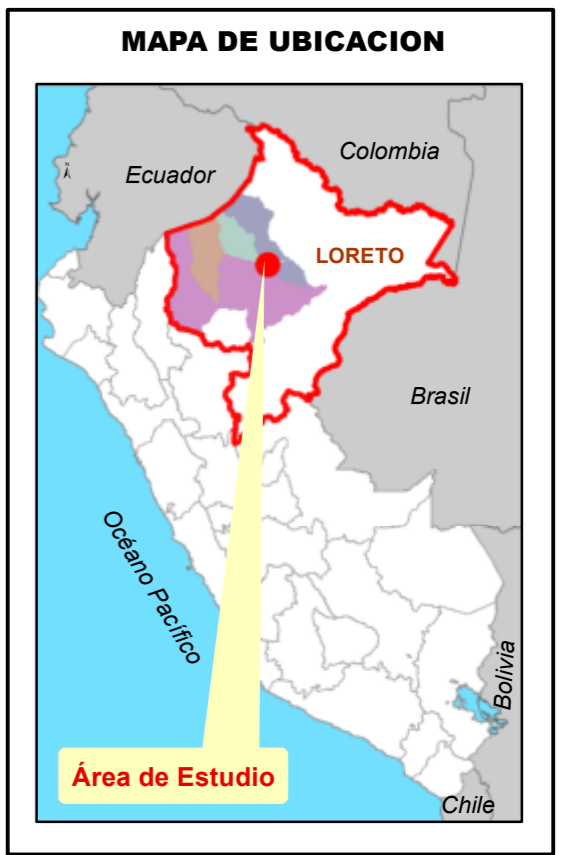 MAPA DE UBICACION
Colombia
Ecuador
N
LORETO
Brasil
Océano Pacífico
Bolivia
Área de Estudio
Chile